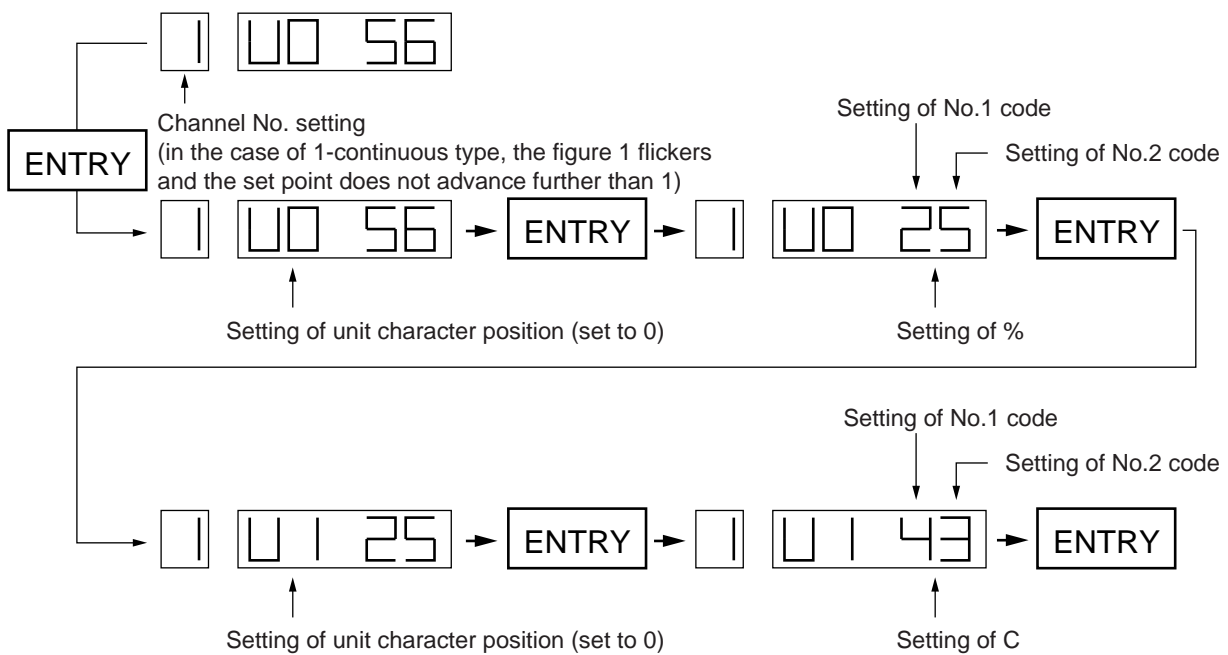 1 U0 56
Channel No. setting
(in the case of 1-continuous type, the figure 1 flickers
and the set point does not advance further than 1)
ENTRY
Setting of No.1 code
Setting of No.2 code
1 U0 56 ENTRY 1 U0 25 ENTRY
Setting of unit character position (set to 0)
Setting of %
Setting of No.1 code
Setting of No.2 code
1 U1 25 ENTRY 1 U1 43 ENTRY
Setting of unit character position (set to 0)
Setting of C